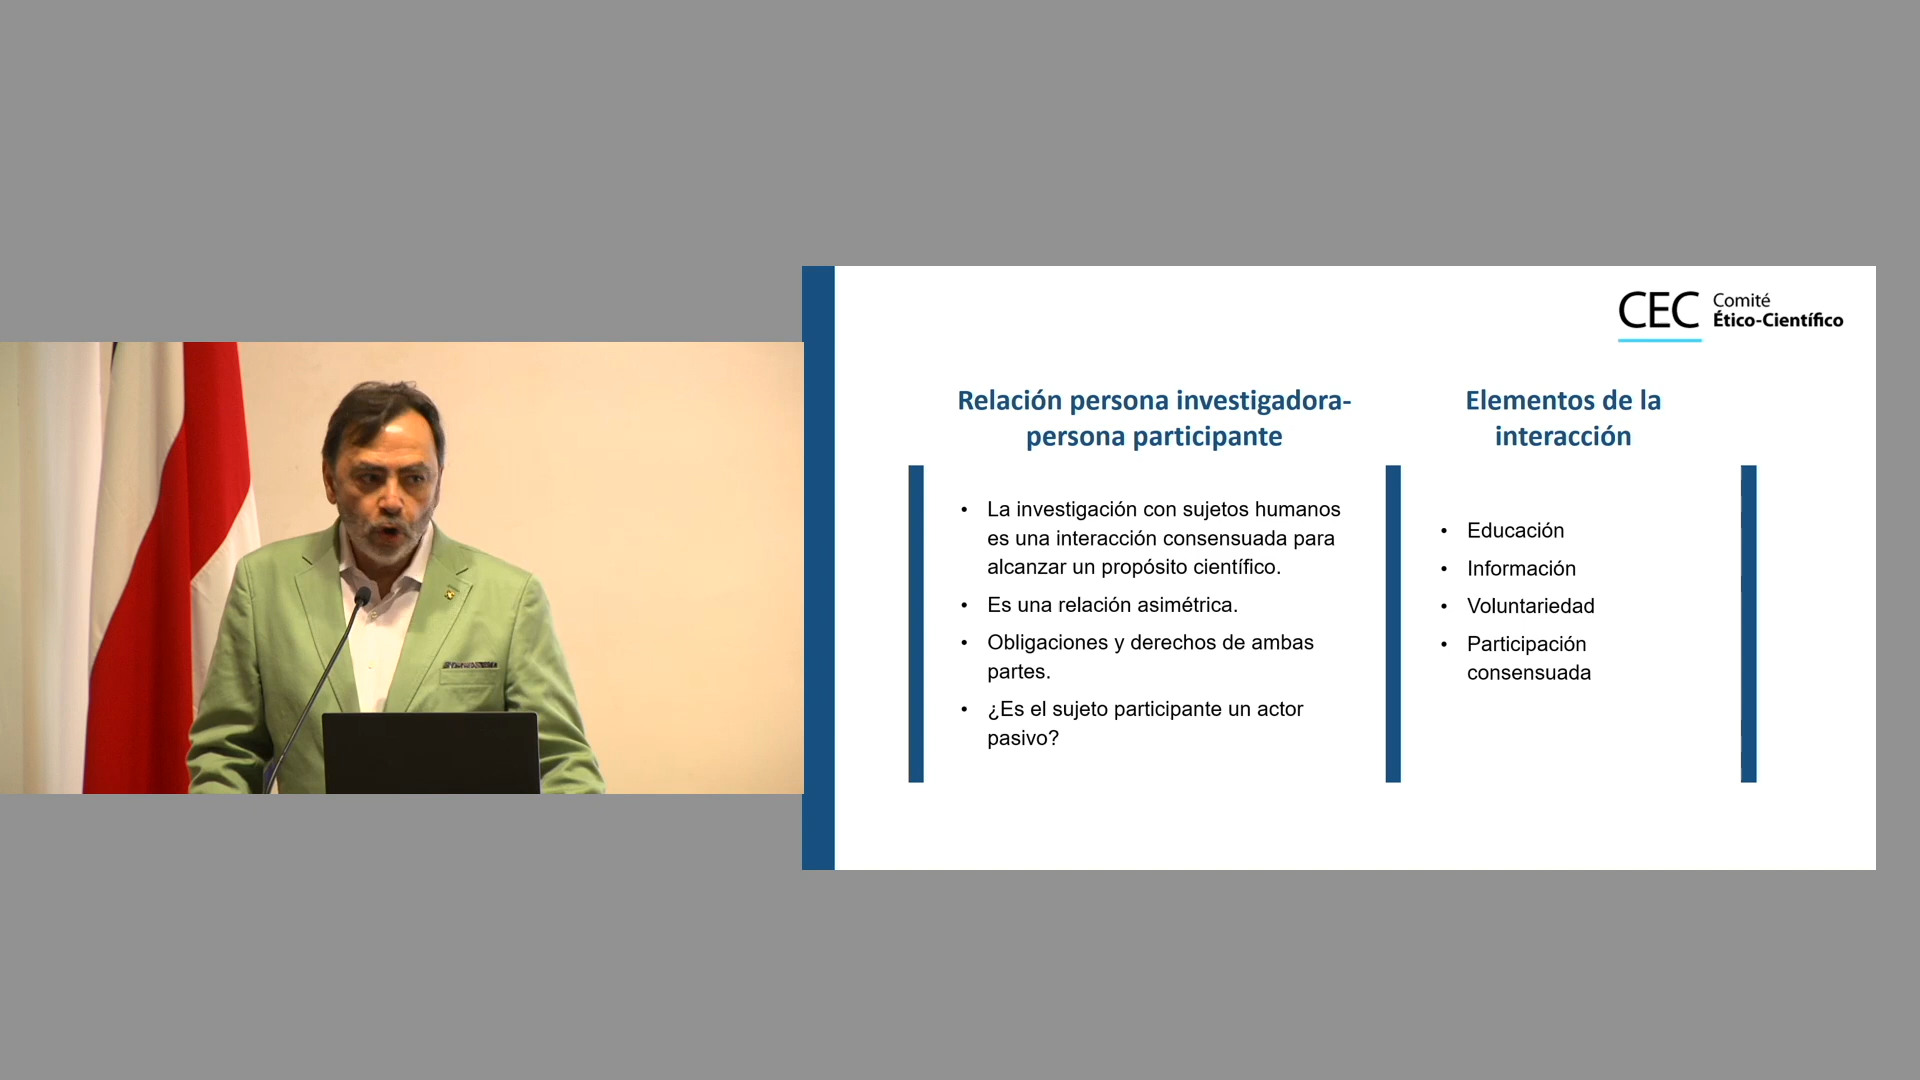 CEC Comité
Ético-Científico
Relación persona investigadora-
persona participante
• La investigación con sujetos humanos
es una interacción consensuada para
alcanzar un propósito científico.
• Es una relación asimétrica.
• Obligaciones y derechos de ambas
partes.
• ¿Es el sujeto participante un actor
pasivo?
Elementos de la
interacción
• Educación
• Información
• Voluntariedad
• Participación
consensuada